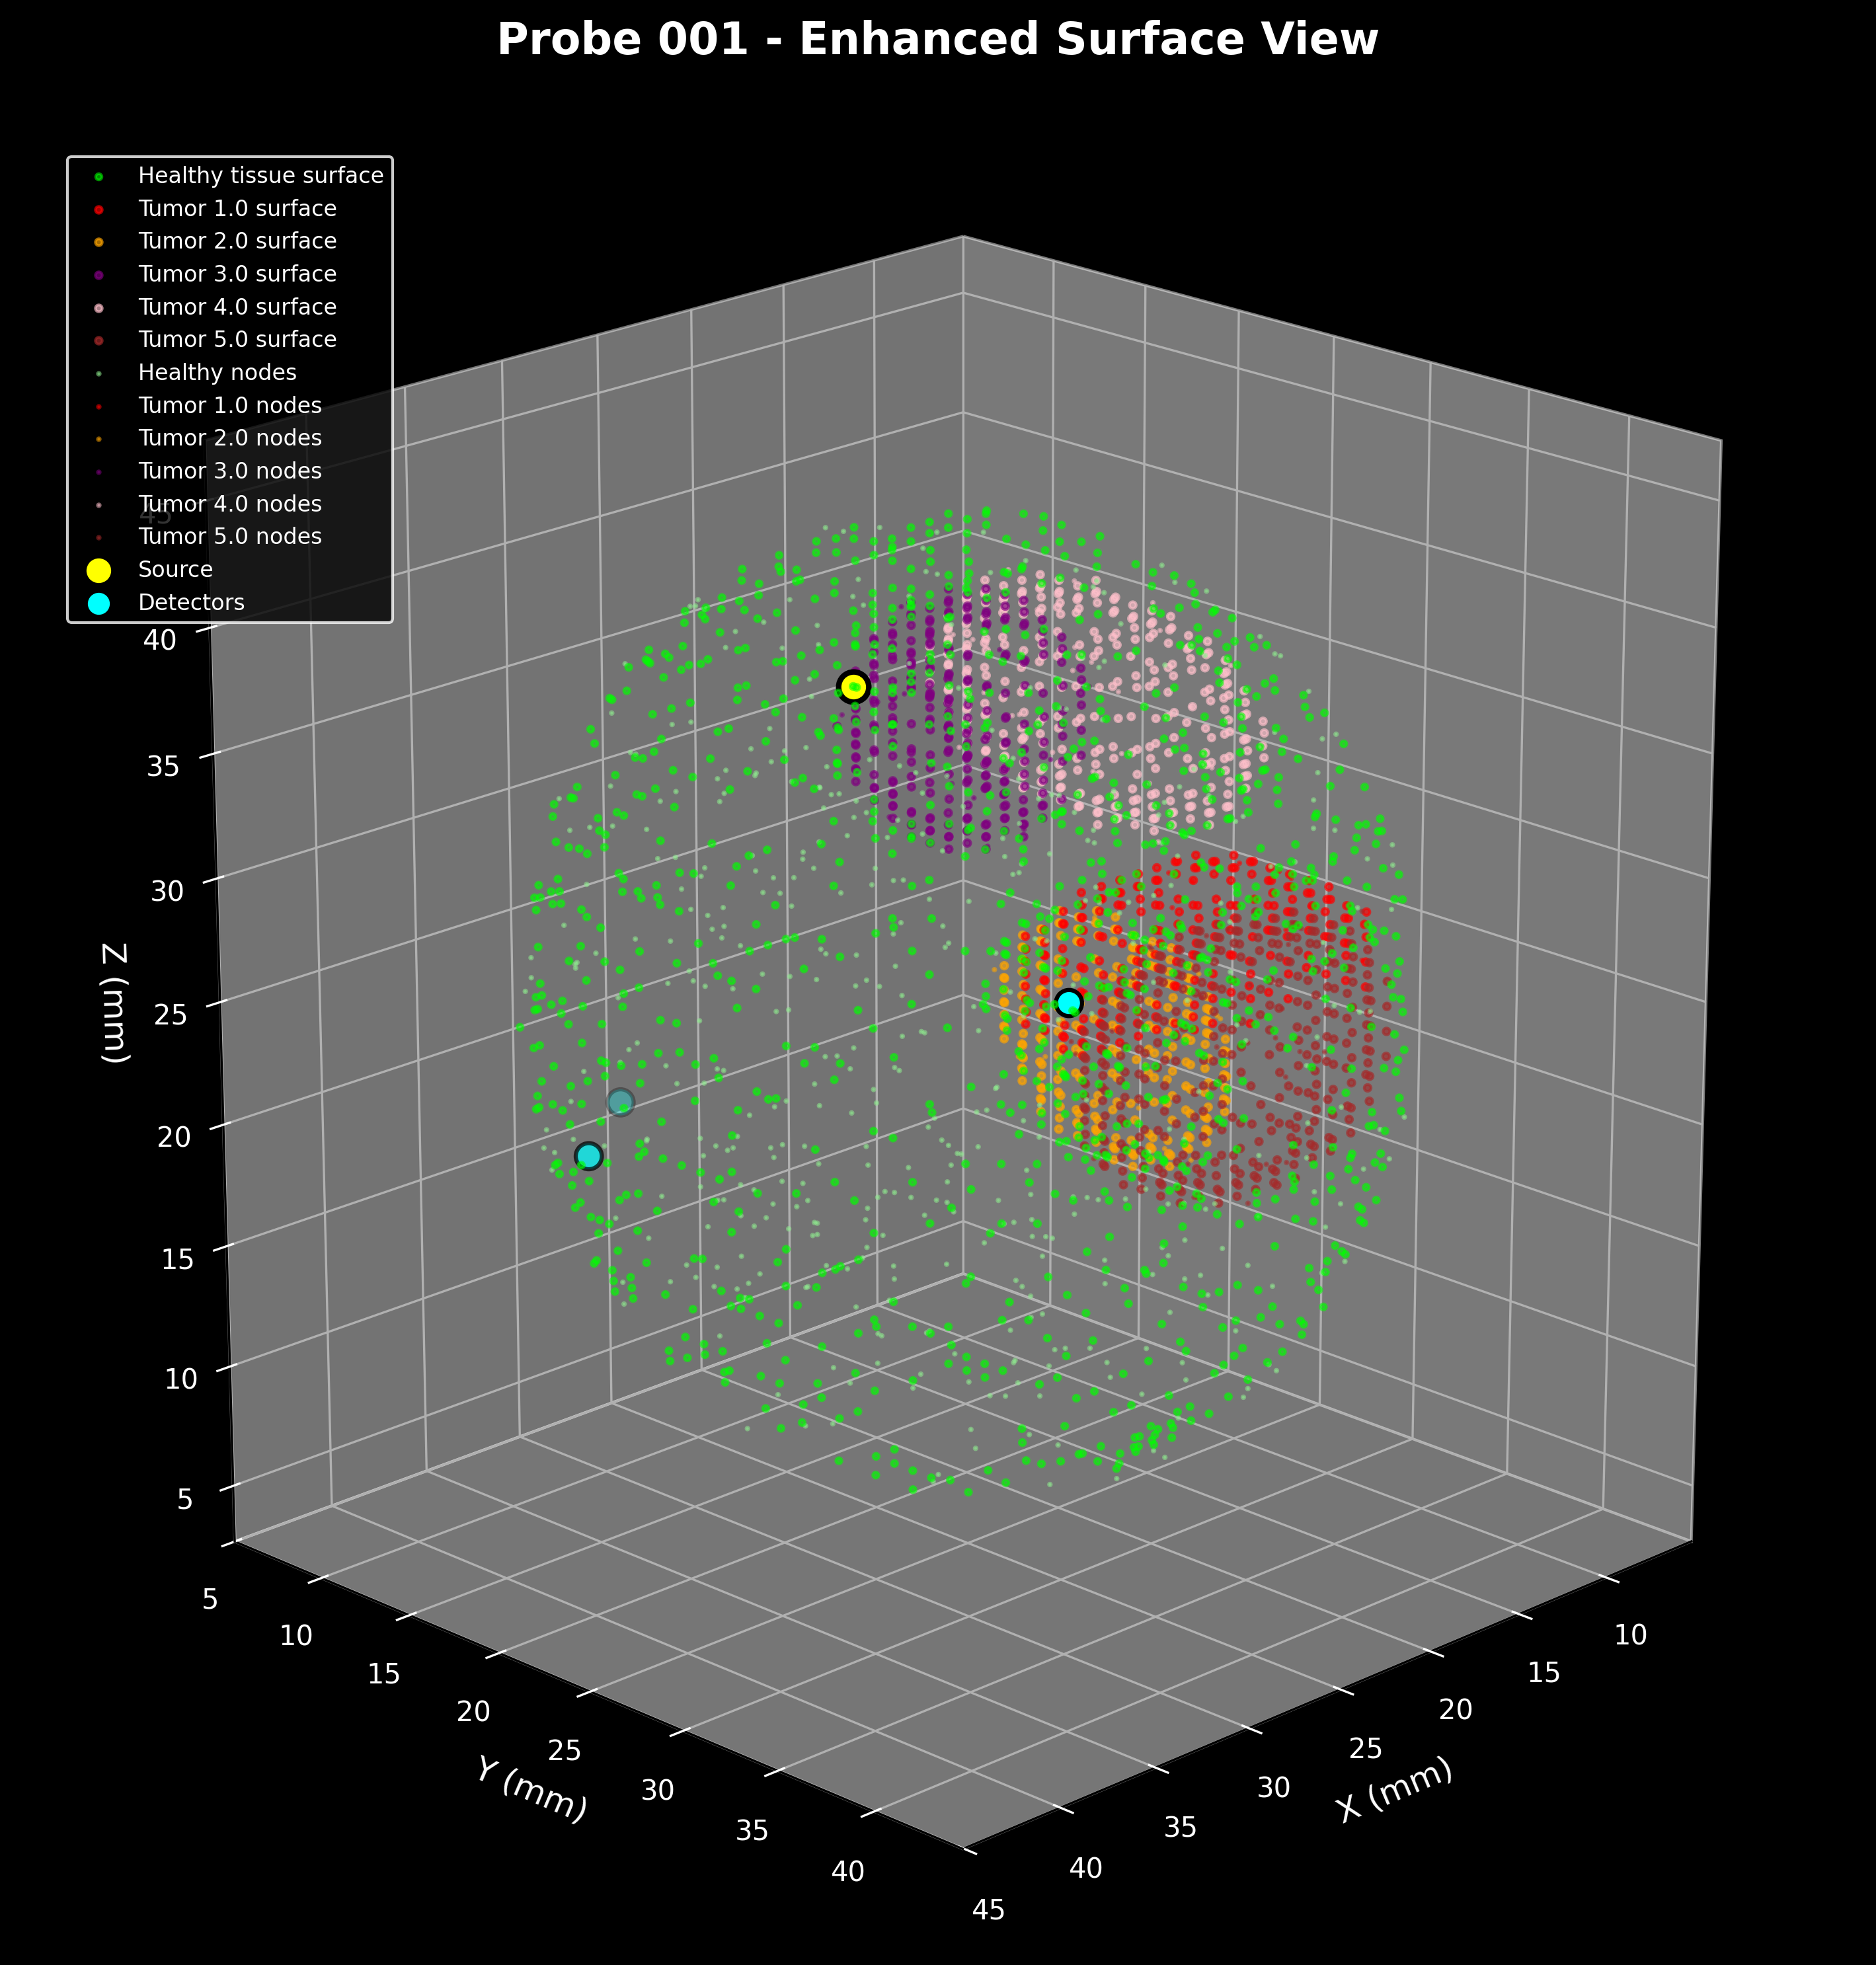 Probe 001 - Enhanced Surface View
Healthy tissue surface
Tumor 1.0 surface
Tumor 2.0 surface
Tumor 3.0 surface
Tumor 4.0 surface
Tumor 5.0 surface
Healthy nodes
Tumor 1.0 nodes
Tumor 2.0 nodes
Tumor 3.0 nodes
Tumor 4.0 nodes
45
Tumor 5.0 nodes
Source
Detectors
40
35
30
25
20
15
10
5
Z (mm)
5
10
15
20
25
30
35
40
Y (mm)
10
15
20
25
30
35
40
45
X (mm)